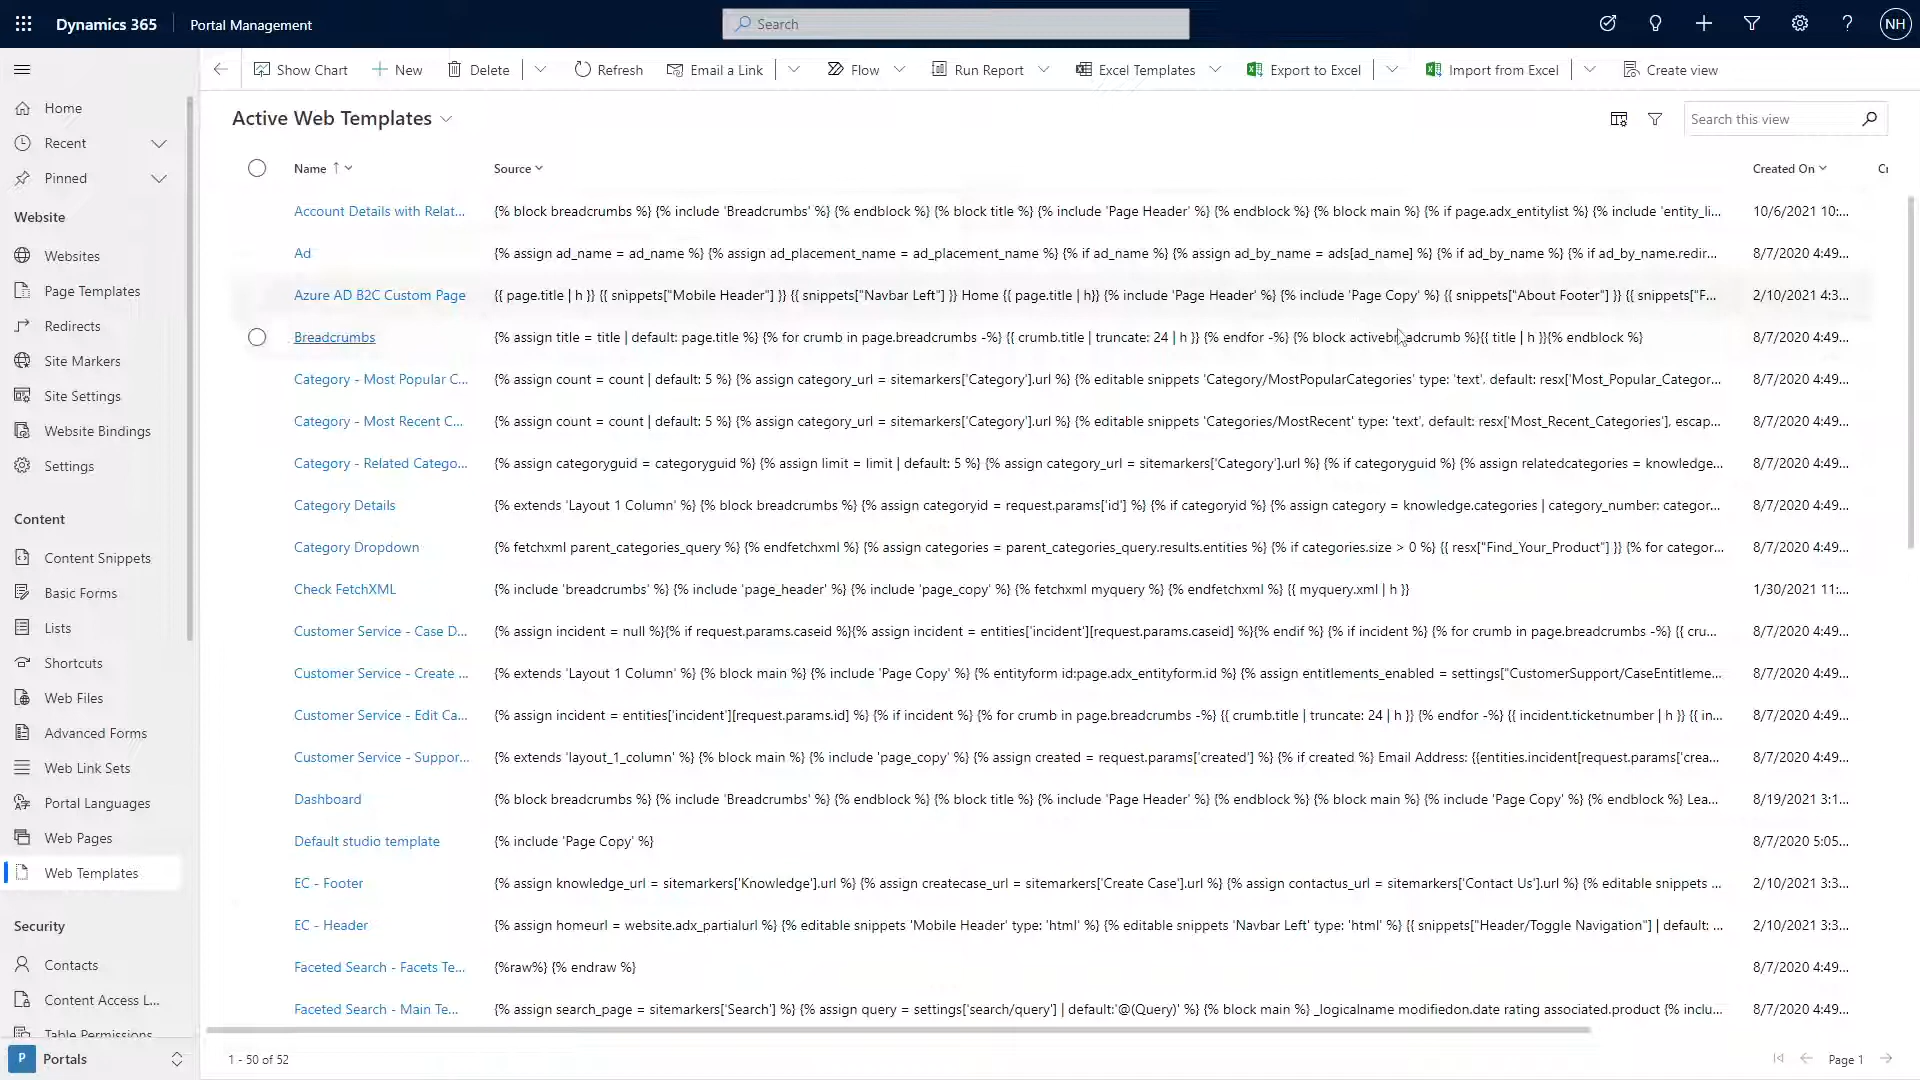 Dynamics 365
Portal Management
Search
NH
Show Chart
New
Delete
Refresh
Email a Link
Flow
Run Report
Excel Templates
Export to Excel
Import from Excel
Create view
Home
Recent
Pinned
Website
Websites
Page Templates
Redirects
Site Markers
Site Settings
Website Bindings
Settings
Content
Content Snippets
Basic Forms
Lists
Shortcuts
Web Files
Advanced Forms
Web Link Sets
Portal Languages
Web Pages
Web Templates
Security
Contacts
Content Access L...
Table Permissions
P Portals
Active Web Templates
Search this view
Name ↑ Source Created On Cr
Account Details with Relat... {% block breadcrumbs %} {% include 'Breadcrumbs' %} {% endblock %} {% block title %} {% include 'Page Header' %} {% endblock %} {% block main %} {% if page.adx_entitylist %} {% include 'entity_li... 10/6/2021 10:...
Ad {% assign ad_name = ad_name %} {% assign ad_placement_name = ad_placement_name %} {% if ad_name %} {% assign ad_by_name = ads[ad_name] %} {% if ad_by_name %} {% if ad_by_name.redir... 8/7/2020 4:49...
Azure AD B2C Custom Page {{ page.title | h }} {{ snippets["Mobile Header"] }} {{ snippets["Navbar Left"] }} Home {{ page.title | h}} {% include 'Page Header' %} {% include 'Page Copy' %} {{ snippets["About Footer"] }} {{ snippets["F... 2/10/2021 4:3...
Breadcrumbs {% assign title = title | default: page.title %} {% for crumb in page.breadcrumbs -%} {{ crumb.title | truncate: 24 | h }} {% endfor -%} {% block activebreadcrumb %}{{ title | h }}{% endblock %} 8/7/2020 4:49...
Category - Most Popular C... {% assign count = count | default: 5 %} {% assign category_url = sitemarkers['Category'].url %} {% editable snippets 'Category/MostPopularCategories' type: 'text', default: resx['Most_Popular_Categor... 8/7/2020 4:49...
Category - Most Recent C... {% assign count = count | default: 5 %} {% assign category_url = sitemarkers['Category'].url %} {% editable snippets 'Categories/MostRecent' type: 'text', default: resx['Most_Recent_Categories'], escap... 8/7/2020 4:49...
Category - Related Catego... {% assign categoryguid = categoryguid %} {% assign limit = limit | default: 5 %} {% assign category_url = sitemarkers['Category'].url %} {% if categoryguid %} {% assign relatedcategories = knowledge... 8/7/2020 4:49...
Category Details {% extends 'Layout 1 Column' %} {% block breadcrumbs %} {% assign categoryid = request.params['id'] %} {% if categoryid %} {% assign category = knowledge.categories | category_number: categor... 8/7/2020 4:49...
Category Dropdown {% fetchxml parent_categories_query %} {% endfetchxml %} {% assign categories = parent_categories_query.results.entities %} {% if categories.size > 0 %} {{ resx["Find_Your_Product"] }} {% for categor... 8/7/2020 4:49...
Check FetchXML {% include 'breadcrumbs' %} {% include 'page_header' %} {% include 'page_copy' %} {% fetchxml myquery %} {% endfetchxml %} {{ myquery.xml | h }} 1/30/2021 11:...
Customer Service - Case D... {% assign incident = null %}{% if request.params.caseid %}{% assign incident = entities['incident'][request.params.caseid] %}{% endif %} {% if incident %} {% for crumb in page.breadcrumbs -%} {{ cru... 8/7/2020 4:49...
Customer Service - Create ... {% extends 'Layout 1 Column' %} {% block main %} {% include 'Page Copy' %} {% entityform id:page.adx_entityform.id %} {% assign entitlements_enabled = settings["CustomerSupport/CaseEntitleme... 8/7/2020 4:49...
Customer Service - Edit Ca... {% assign incident = entities['incident'][request.params.id] %} {% if incident %} {% for crumb in page.breadcrumbs -%} {{ crumb.title | truncate: 24 | h }} {% endfor -%} {{ incident.ticketnumber | h }} {{ in... 8/7/2020 4:49...
Customer Service - Suppor... {% extends 'layout_1_column' %} {% block main %} {% include 'page_copy' %} {% assign created = request.params['created'] %} {% if created %} Email Address: {{entities.incident[request.params['crea... 8/7/2020 4:49...
Dashboard {% block breadcrumbs %} {% include 'Breadcrumbs' %} {% endblock %} {% block title %} {% include 'Page Header' %} {% endblock %} {% block main %} {% include 'Page Copy' %} {% endblock %} Lea... 8/19/2021 3:1...
Default studio template {% include 'Page Copy' %} 8/7/2020 5:05...
EC - Footer {% assign knowledge_url = sitemarkers['Knowledge'].url %} {% assign createcase_url = sitemarkers['Create Case'].url %} {% assign contactus_url = sitemarkers['Contact Us'].url %} {% editable snippets ... 2/10/2021 3:3...
EC - Header {% assign homeurl = website.adx_partialurl %} {% editable snippets 'Mobile Header' type: 'html' %} {% editable snippets 'Navbar Left' type: 'html' %} {{ snippets["Header/Toggle Navigation"] | default: ... 2/10/2021 3:3...
Faceted Search - Facets Te... {%raw%} {% endraw %} 8/7/2020 4:49...
Faceted Search - Main Te... {% assign search_page = sitemarkers['Search'] %} {% assign query = settings['search/query'] | default:'@(Query)' %} {% block main %} _logicalname modifiedon.date rating associated.product {% inclu... 8/7/2020 4:49...
1 - 50 of 52
Page 1